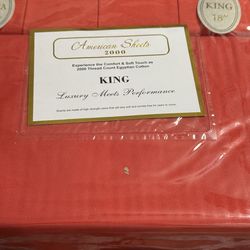 American Sheets
2000
Experience the Comfort & Soft Touch as
2000 Thread Count Egyptian Cotton
KING
Luxury Meets Performance
KING
18"